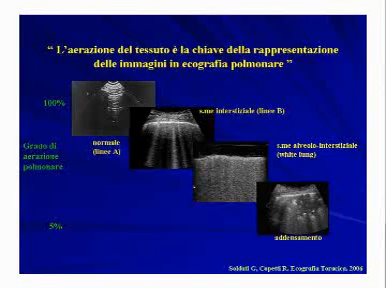 “ L’aerazione del tessuto è la chiave della rappresentazione
delle immagini in ecografia polmonare ”
100%
s.me interstiziale (linee B)
normale
(linee A)
Grado di
aerazione
polmonare
s.me alveolo-interstiziale
(white lung)
5%
addensamento
Soldati G, Copetti R. Ecografia Toracica, 2006